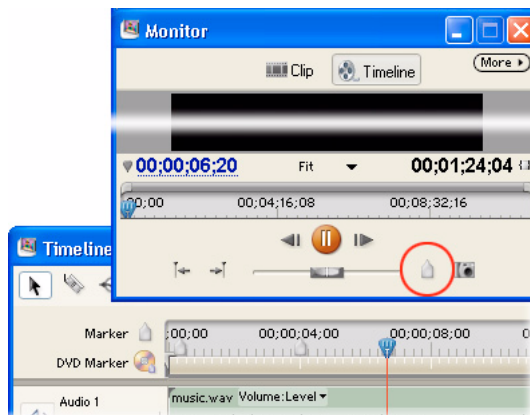 Monitor
Clip
Timeline
More
00;00;06;20
Fit
00;01;24;04
00;00
00;04;16;08
00;08;32;16
Timeline
Marker
;00;00
00;00;04;00
00;00;08;00
DVD Marker
Audio 1
music.wav Volume:Level